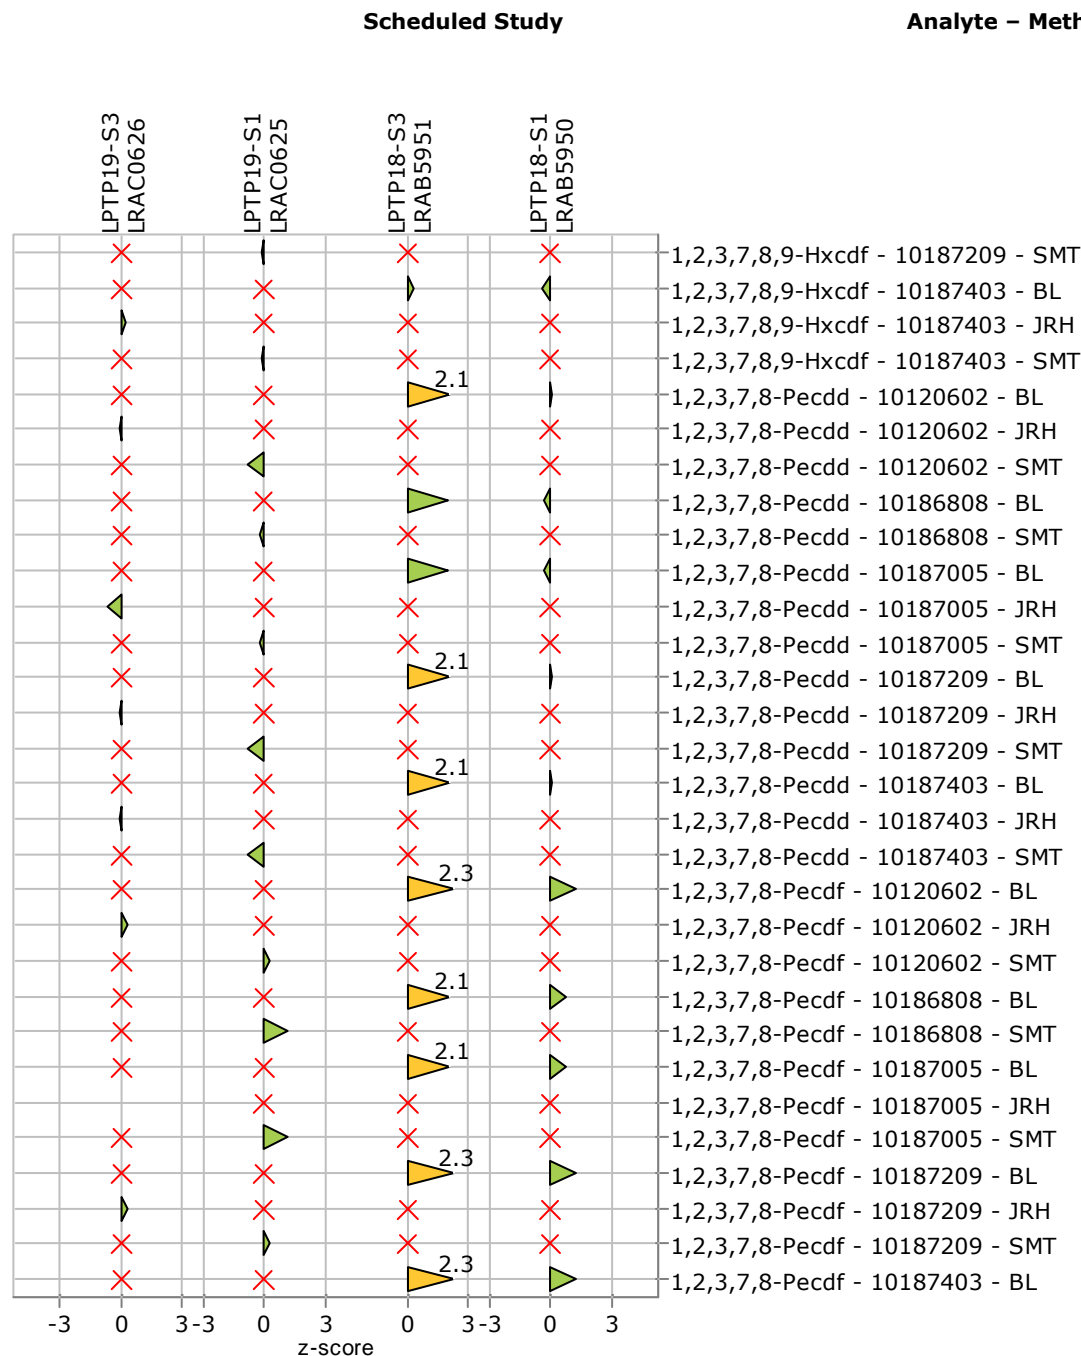 Scheduled Study
Analyte – Meth
LPTP19-S3
LRAC0626
LPTP19-S1
LRAC0625
LPTP18-S3
LRAB5951
LPTP18-S1
LRAB5950
1,2,3,7,8,9-Hxcdf - 10187209 - SMT
1,2,3,7,8,9-Hxcdf - 10187403 - BL
1,2,3,7,8,9-Hxcdf - 10187403 - JRH
1,2,3,7,8,9-Hxcdf - 10187403 - SMT
2.1
1,2,3,7,8-Pecdd - 10120602 - BL
1,2,3,7,8-Pecdd - 10120602 - JRH
1,2,3,7,8-Pecdd - 10120602 - SMT
1,2,3,7,8-Pecdd - 10186808 - BL
1,2,3,7,8-Pecdd - 10186808 - SMT
1,2,3,7,8-Pecdd - 10187005 - BL
1,2,3,7,8-Pecdd - 10187005 - JRH
1,2,3,7,8-Pecdd - 10187005 - SMT
2.1
1,2,3,7,8-Pecdd - 10187209 - BL
1,2,3,7,8-Pecdd - 10187209 - JRH
1,2,3,7,8-Pecdd - 10187209 - SMT
2.1
1,2,3,7,8-Pecdd - 10187403 - BL
1,2,3,7,8-Pecdd - 10187403 - JRH
1,2,3,7,8-Pecdd - 10187403 - SMT
2.3
1,2,3,7,8-Pecdf - 10120602 - BL
1,2,3,7,8-Pecdf - 10120602 - JRH
1,2,3,7,8-Pecdf - 10120602 - SMT
2.1
1,2,3,7,8-Pecdf - 10186808 - BL
1,2,3,7,8-Pecdf - 10186808 - SMT
2.1
1,2,3,7,8-Pecdf - 10187005 - BL
1,2,3,7,8-Pecdf - 10187005 - JRH
1,2,3,7,8-Pecdf - 10187005 - SMT
2.3
1,2,3,7,8-Pecdf - 10187209 - BL
1,2,3,7,8-Pecdf - 10187209 - JRH
1,2,3,7,8-Pecdf - 10187209 - SMT
2.3
1,2,3,7,8-Pecdf - 10187403 - BL
-3 0 3 -3 0 3 0 3 -3 0 3
z-score